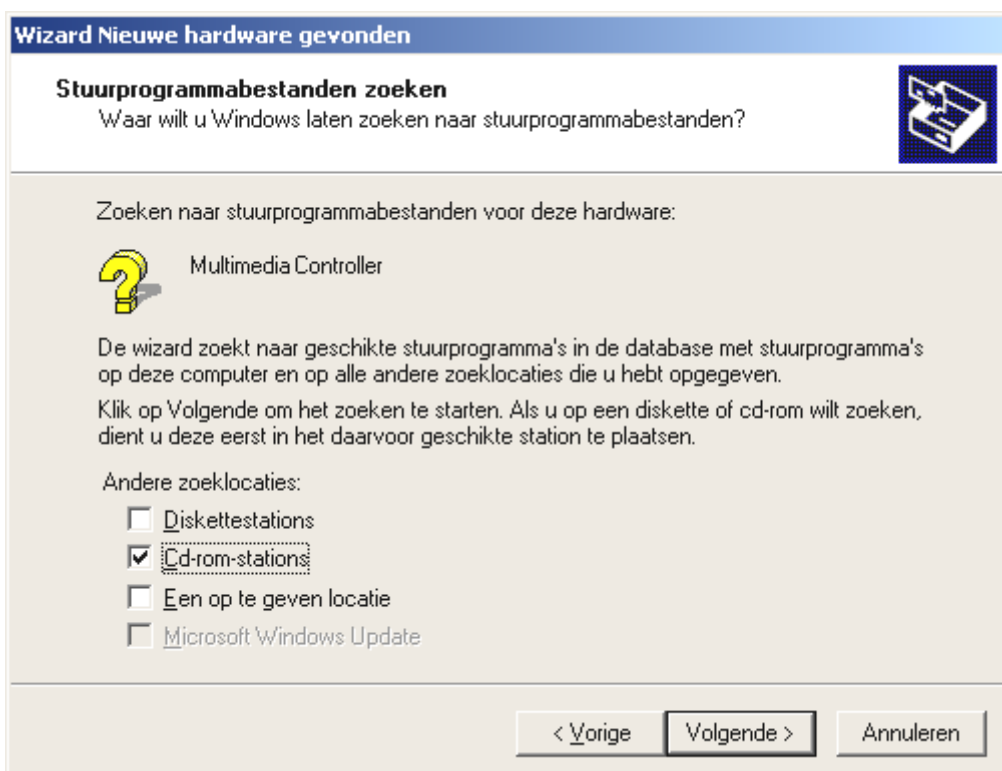 Wizard Nieuwe hardware gevonden
Stuurprogrammabestanden zoeken
Waar wilt u Windows laten zoeken naar stuurprogrammabestanden?
Zoeken naar stuurprogrammabestanden voor deze hardware:
Multimedia Controller
De wizard zoekt naar geschikte stuurprogramma's in de database met stuurprogramma's
op deze computer en op alle andere zoeklocaties die u hebt opgegeven.
Klik op Volgende om het zoeken te starten. Als u op een diskette of cd-rom wilt zoeken,
dient u deze eerst in het daarvoor geschikte station te plaatsen.
Andere zoeklocaties:
Diskettestations
Cd-rom-stations
Een op te geven locatie
Microsoft Windows Update
< Vorige
Volgende >
Annuleren